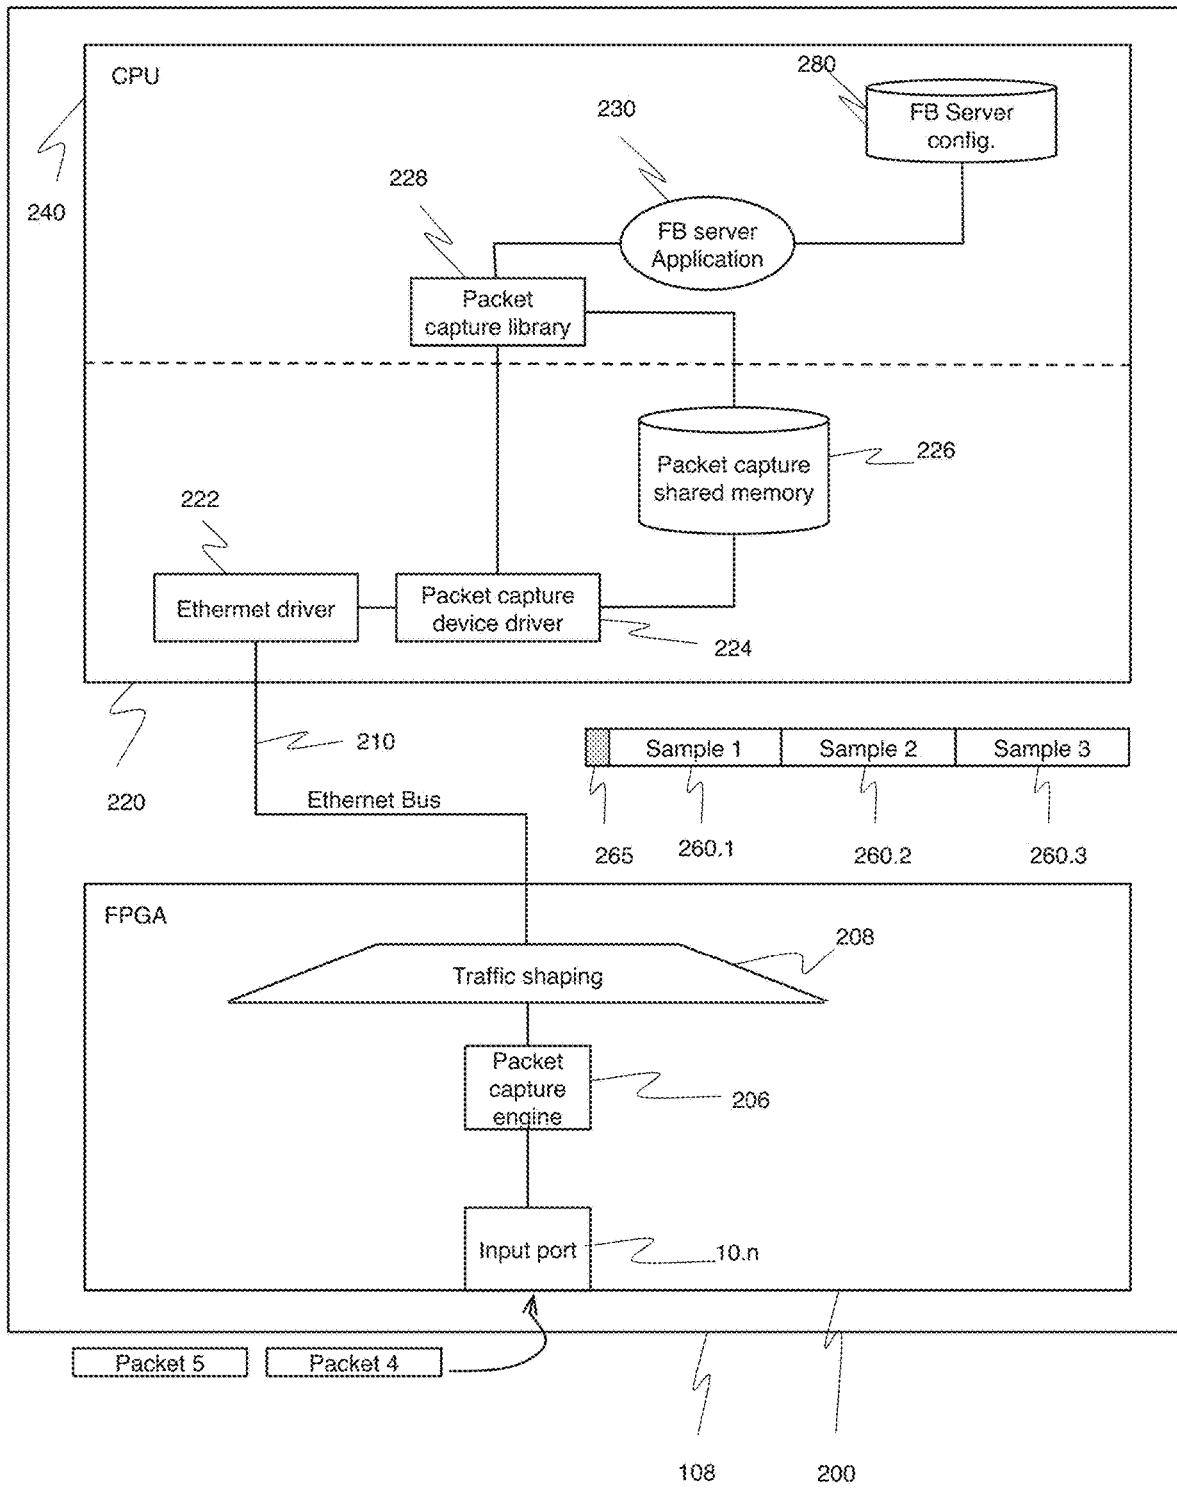 CPU
280
FB Server
config.
230
228
240
FB server
Application
Packet
capture library
226
Packet capture
shared memory
222
Ethermet driver
Packet capture
device driver
224
210
Sample 1
Sample 2
Sample 3
220
Ethernet Bus
265
260.1
260.2
260.3
FPGA
208
Traffic shaping
Packet
capture
engine
206
Input port
10.n
Packet 5
Packet 4
108
200